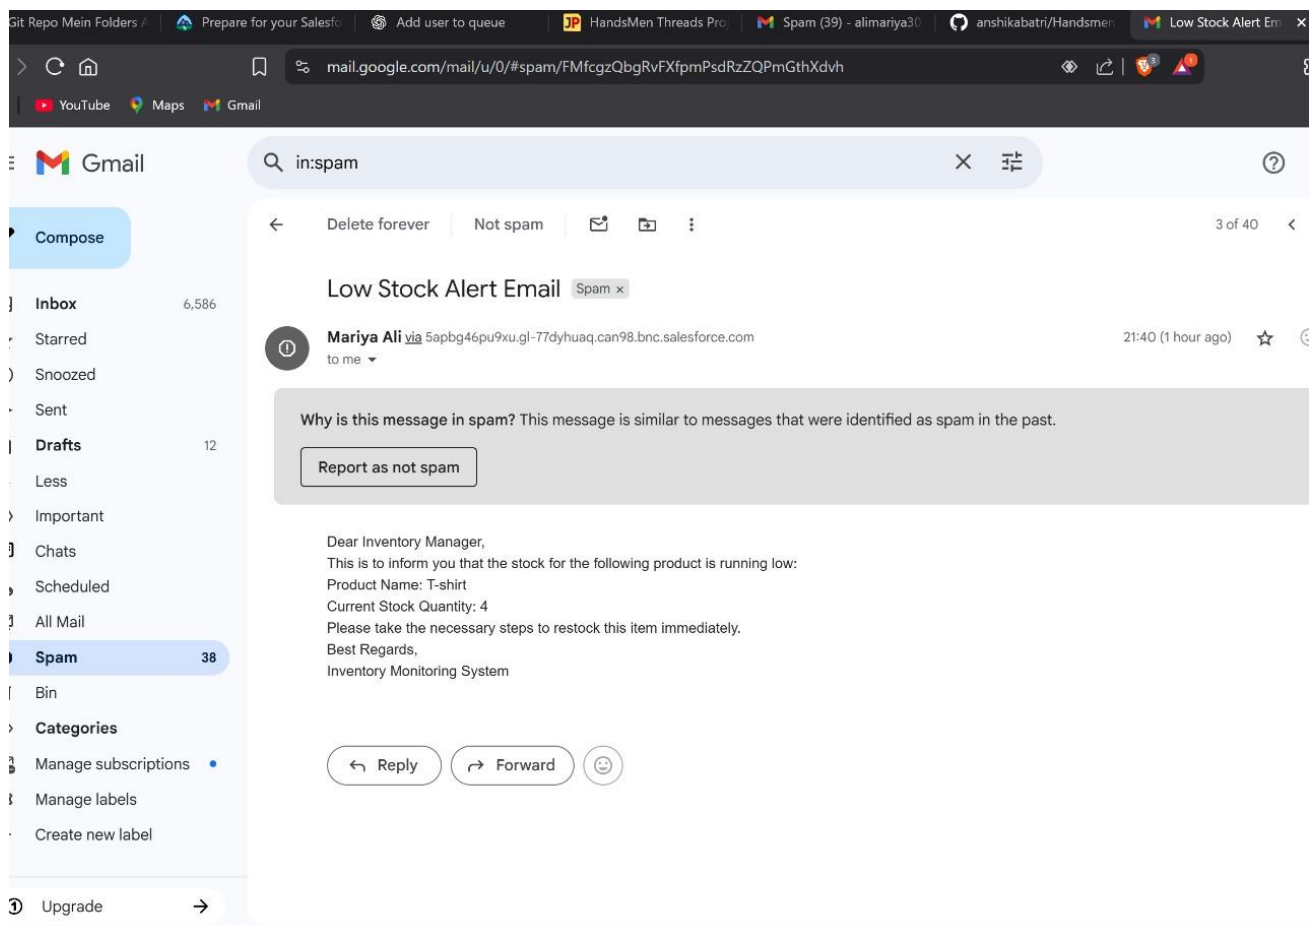 Git Repo Mein Folders A
Prepare for your Salesfo
Add user to queue
JP HandsMen Threads Proj
Spam (39) - alimariya30
anshikabatri/Handsmen
Low Stock Alert Em
mail.google.com/mail/u/0/#spam/FMfcgzQbgRvFXfpmPsdRzZQPmGthXdvh
YouTube Maps Gmail
Gmail
in:spam
Compose
Delete forever Not spam 3 of 40
Low Stock Alert Email Spam ×
Inbox 6,586
Mariya Ali via 5apbg46pu9xu.gl-77dyhuaq.can98.bnc.salesforce.com 21:40 (1 hour ago)
to me
Starred
Snoozed
Sent
Drafts 12
Less
Important
Chats
Scheduled
All Mail
Spam 38
Bin
Categories
Manage subscriptions
Manage labels
Create new label
Upgrade
Why is this message in spam? This message is similar to messages that were identified as spam in the past.
Report as not spam
Dear Inventory Manager,
This is to inform you that the stock for the following product is running low:
Product Name: T-shirt
Current Stock Quantity: 4
Please take the necessary steps to restock this item immediately.
Best Regards,
Inventory Monitoring System
Reply Forward